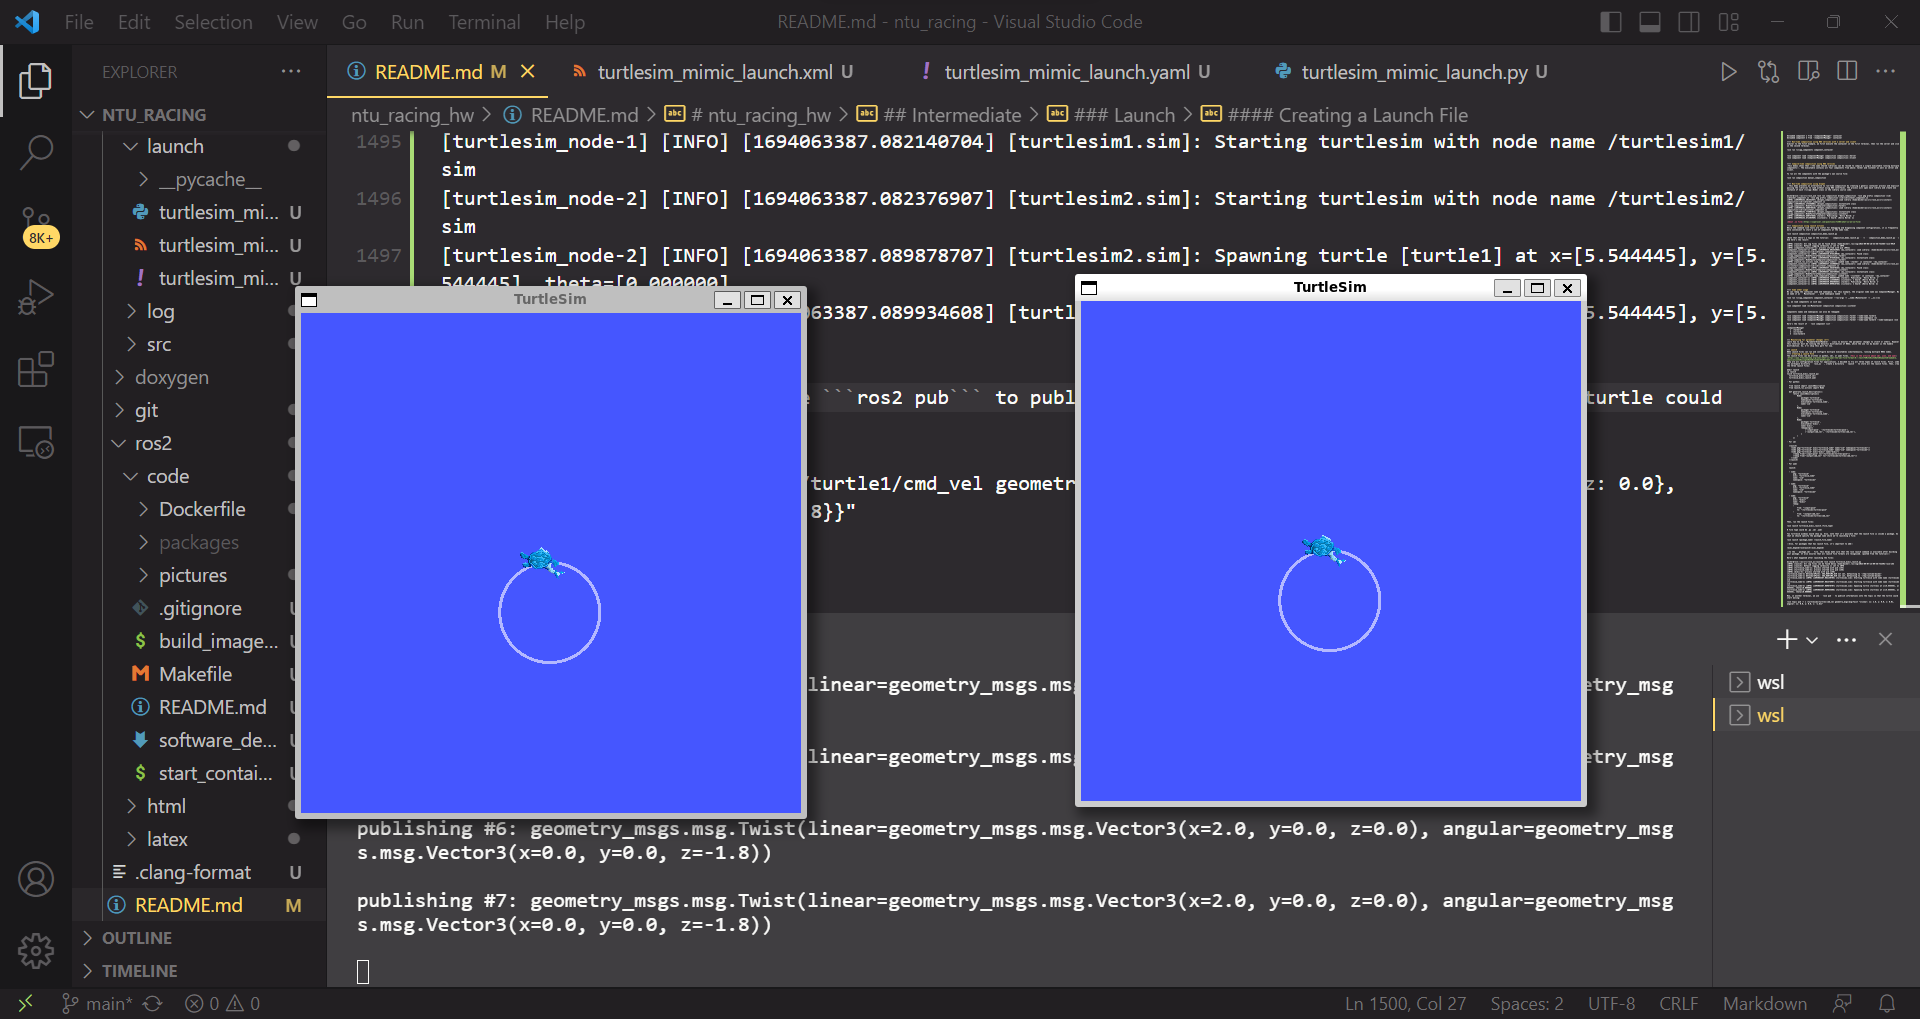 File Edit Selection View Go Run Terminal Help
README.md - ntu_racing - Visual Studio Code
EXPLORER
README.md M
turtlesim_mimic_launch.xml U
turtlesim_mimic_launch.yaml U
turtlesim_mimic_launch.py U
ntu_racing_hw > README.md > # ntu_racing_hw > ## Intermediate > ### Launch > #### Creating a Launch File
NTU_RACING
launch
__pycache__
turtlesim_mi... U
turtlesim_mi... U
turtlesim_mi... U
log
src
doxygen
git
ros2
code
Dockerfile
packages
pictures
.gitignore
build_image...
Makefile
README.md
software_de...
start_contai...
html
latex
.clang-format U
README.md M
OUTLINE
TIMELINE
8K+
1495 [turtlesim_node-1] [INFO] [1694063387.082140704] [turtlesim1.sim]: Starting turtlesim with node name /turtlesim1/
sim
1496 [turtlesim_node-2] [INFO] [1694063387.082376907] [turtlesim2.sim]: Starting turtlesim with node name /turtlesim2/
sim
1497 [turtlesim_node-2] [INFO] [1694063387.089878707] [turtlesim2.sim]: Spawning turtle [turtle1] at x=[5.544445], y=[5.
544445], theta=[0.000000]
063387.089934608] [turtl 5.544445], y=[5.
```ros2 pub``` to publ turtle could
/turtle1/cmd_vel geometr z: 0.0},
8}}"
TurtleSim
TurtleSim
linear=geometry_msgs.msg etry_msg
linear=geometry_msgs.msg etry_msg
publishing #6: geometry_msgs.msg.Twist(linear=geometry_msgs.msg.Vector3(x=2.0, y=0.0, z=0.0), angular=geometry_msg
s.msg.Vector3(x=0.0, y=0.0, z=-1.8))
publishing #7: geometry_msgs.msg.Twist(linear=geometry_msgs.msg.Vector3(x=2.0, y=0.0, z=0.0), angular=geometry_msg
s.msg.Vector3(x=0.0, y=0.0, z=-1.8))
wsl
wsl
main* 0 0
Ln 1500, Col 27 Spaces: 2 UTF-8 CRLF Markdown